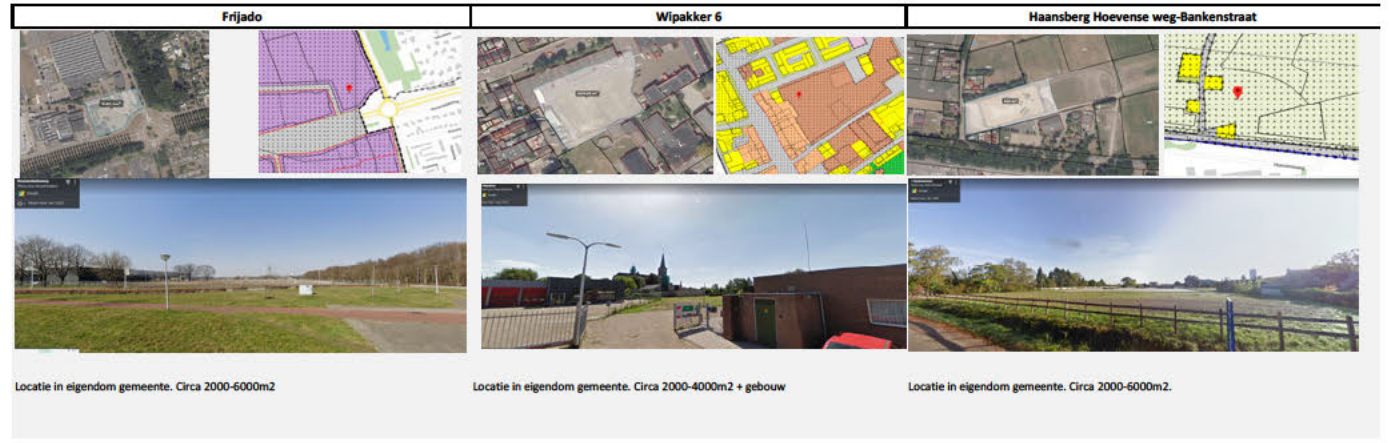 Frijado
Wipakker 6
Haansberg Hoevense weg-Bankenstraat
Locatie in eigendom gemeente. Circa 2000-6000m2
Locatie in eigendom gemeente. Circa 2000-4000m2 + gebouw
Locatie in eigendom gemeente. Circa 2000-6000m2.